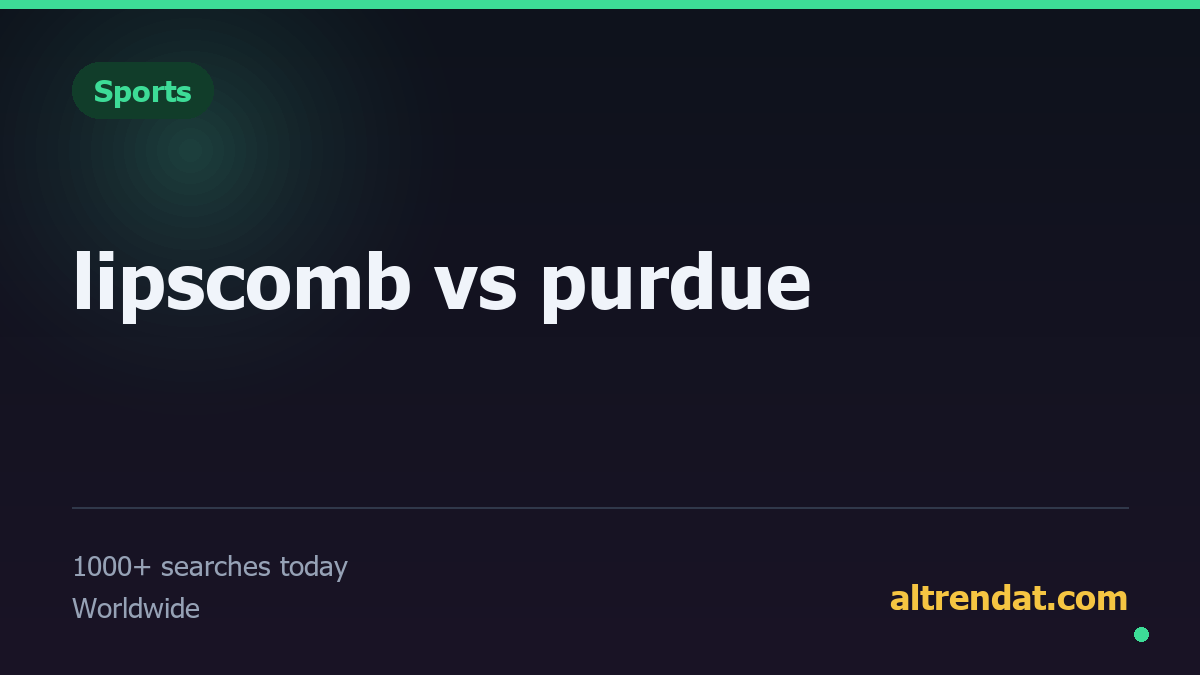 Sports
lipscomb vs purdue
1000+ searches today
Worldwide
altrendat.com